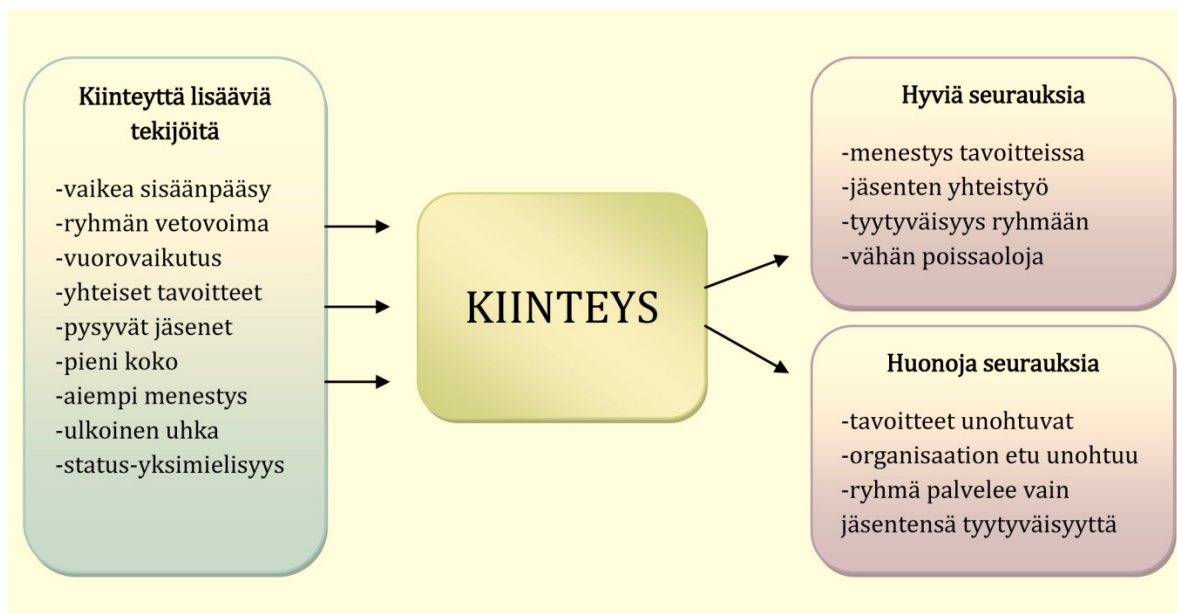 Kiinteyttä lisääviä
tekijöitä
-vaikea sisäänpääsy
-ryhmän vetovoima
-vuorovaikutus
-yhteiset tavoitteet
-pysyvät jäsenet
-pieni koko
-aiempi menestys
-ulkoinen uhka
-status-yksimielisyys
KIINTEYS
Hyviä seurauksia
-menestys tavoitteissa
-jäsenten yhteistyö
-tyytyväisyys ryhmään
-vähän poissaoloja
Huonoja seurauksia
-tavoitteet unohtuvat
-organisaation etu unohtuu
-ryhmä palvelee vain
jäsentensä tyytyväisyyttä